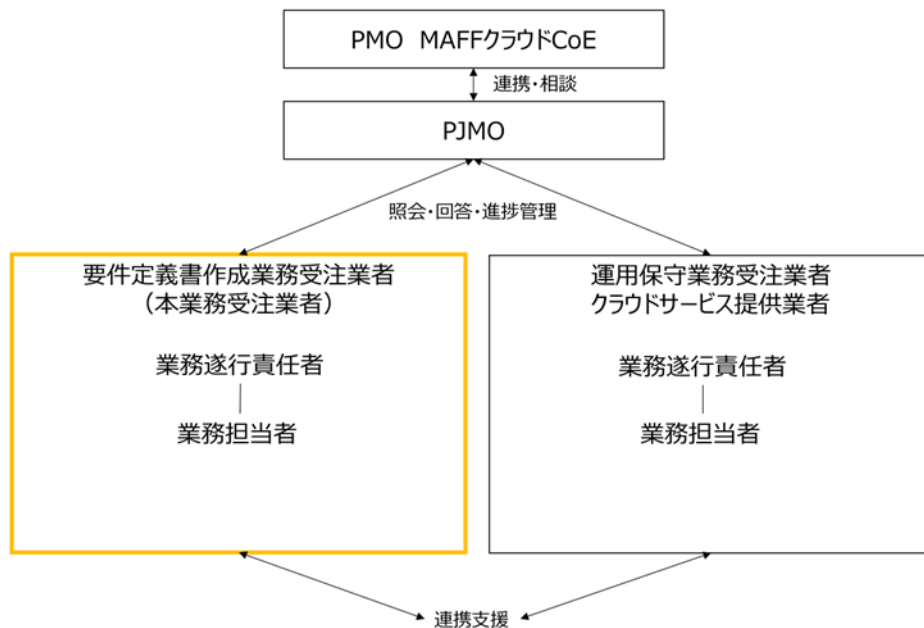 PMO MAFFクラウドCoE
連携・相談
PJMO
照会・回答・進捗管理
要件定義書作成業務受注業者
（本業務受注業者）
業務遂行責任者
業務担当者
運用保守業務受注業者
クラウドサービス提供業者
業務遂行責任者
業務担当者
連携支援